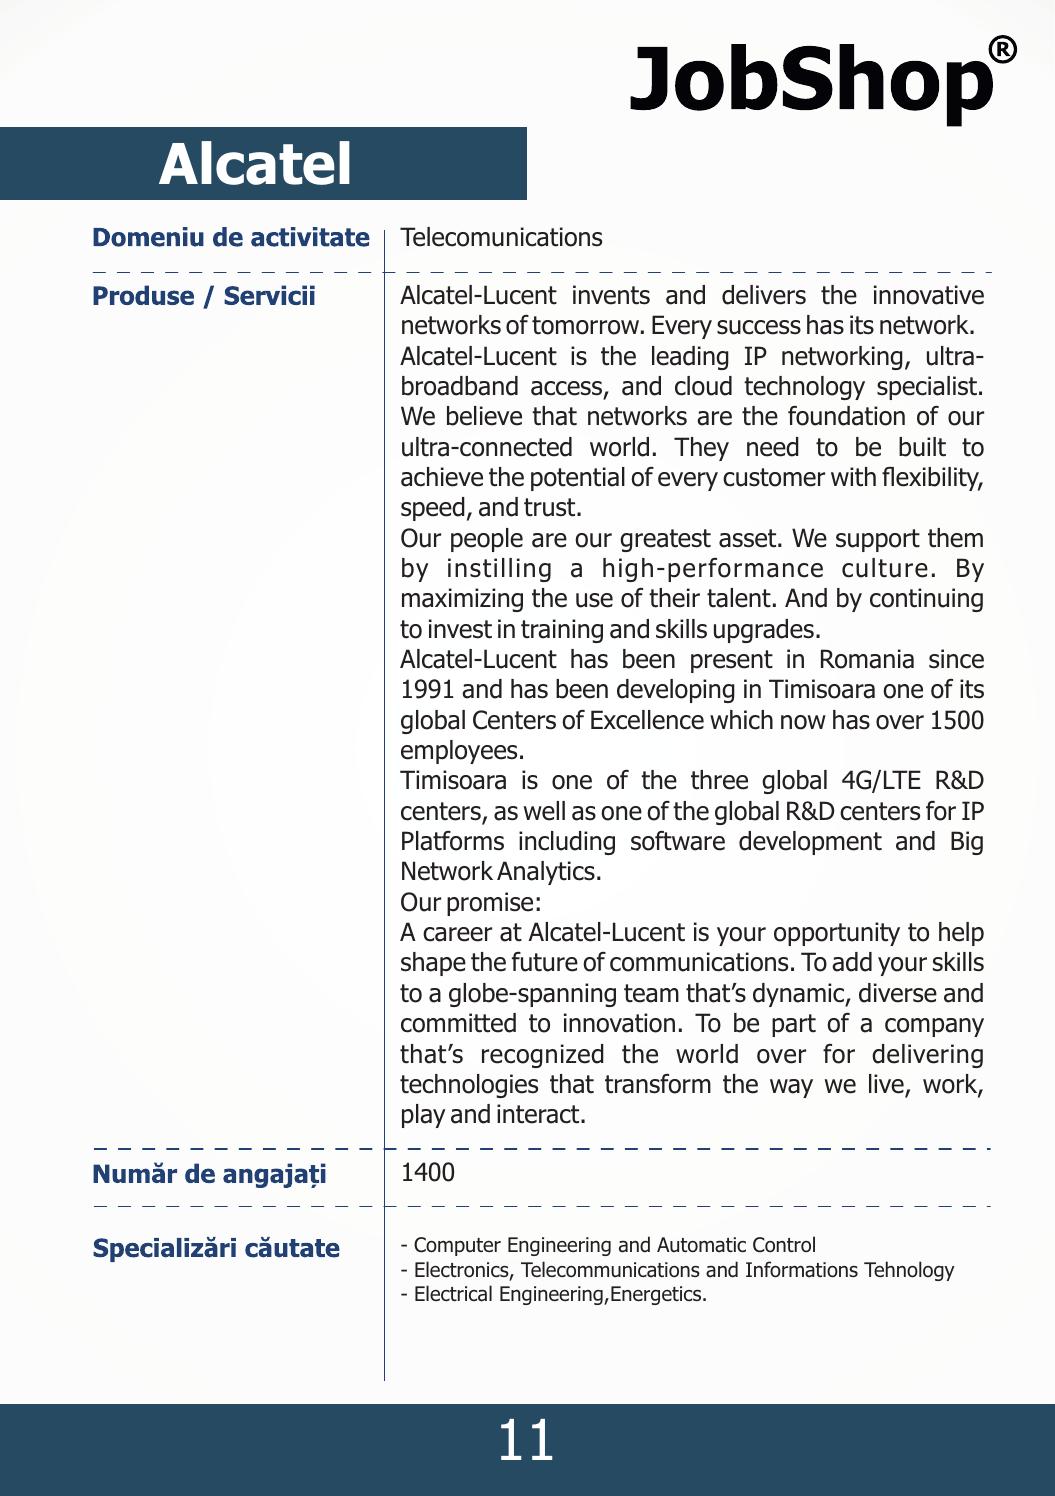 JobShop®
Alcatel
Domeniu de activitate
Telecomunications
Produse / Servicii
Alcatel-Lucent invents and delivers the innovative
networks of tomorrow. Every success has its network.
Alcatel-Lucent is the leading IP networking, ultra-
broadband access, and cloud technology specialist.
We believe that networks are the foundation of our
ultra-connected world. They need to be built to
achieve the potential of every customer with flexibility,
speed, and trust.
Our people are our greatest asset. We support them
by instilling a high-performance culture. By
maximizing the use of their talent. And by continuing
to invest in training and skills upgrades.
Alcatel-Lucent has been present in Romania since
1991 and has been developing in Timisoara one of its
global Centers of Excellence which now has over 1500
employees.
Timisoara is one of the three global 4G/LTE R&D
centers, as well as one of the global R&D centers for IP
Platforms including software development and Big
Network Analytics.
Our promise:
A career at Alcatel-Lucent is your opportunity to help
shape the future of communications. To add your skills
to a globe-spanning team that’s dynamic, diverse and
committed to innovation. To be part of a company
that’s recognized the world over for delivering
technologies that transform the way we live, work,
play and interact.
Număr de angajați
1400
Specializări căutate
- Computer Engineering and Automatic Control
- Electronics, Telecommunications and Informations Tehnology
- Electrical Engineering,Energetics.
11